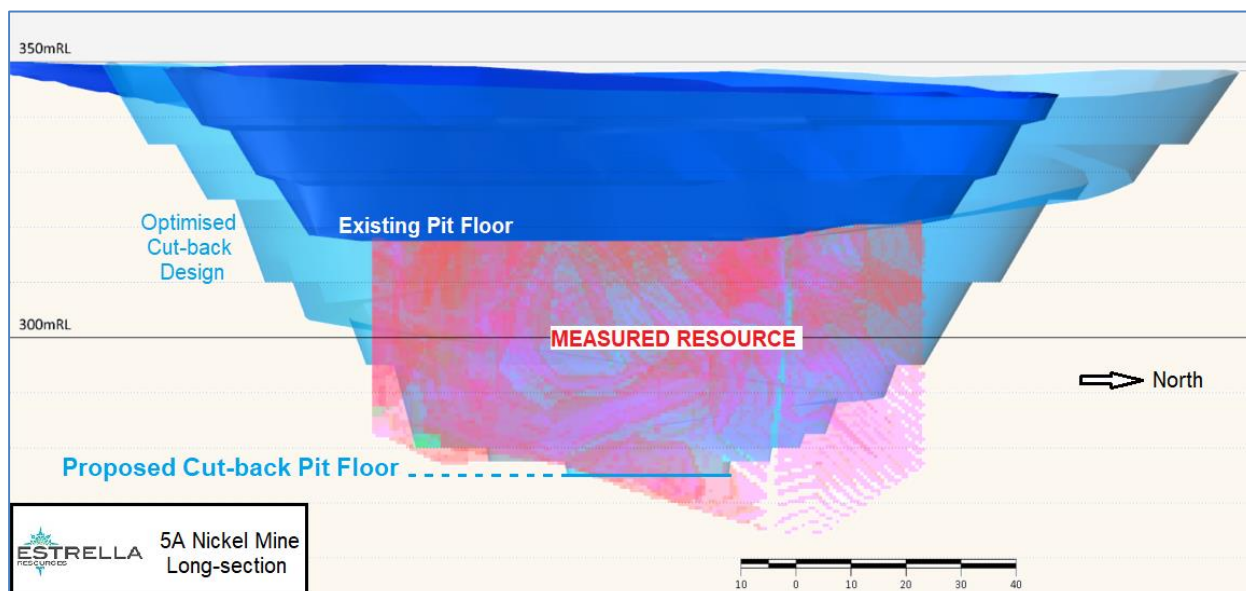 350mRL
Optimised
Cut-back
Design
Existing Pit Floor
300mRL
MEASURED RESOURCE
North
Proposed Cut-back Pit Floor
ESTRELLA
RESOURCES
5A Nickel Mine
Long-section
10 0 10 20 30 40